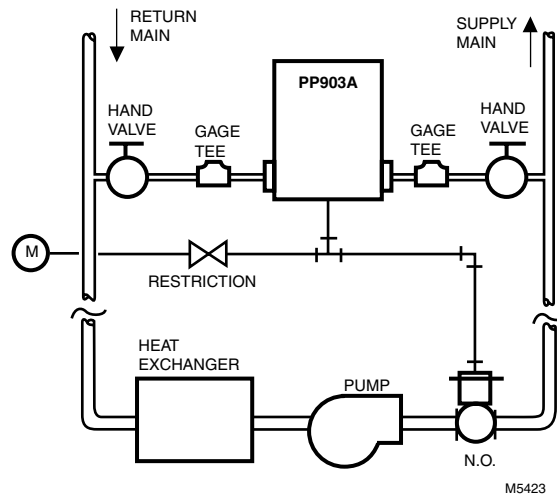 RETURN
MAIN
SUPPLY
MAIN
PP903A
HAND
VALVE
GAGE
TEE
GAGE
TEE
HAND
VALVE
M
RESTRICTION
HEAT
EXCHANGER
PUMP
N.O.
M5423